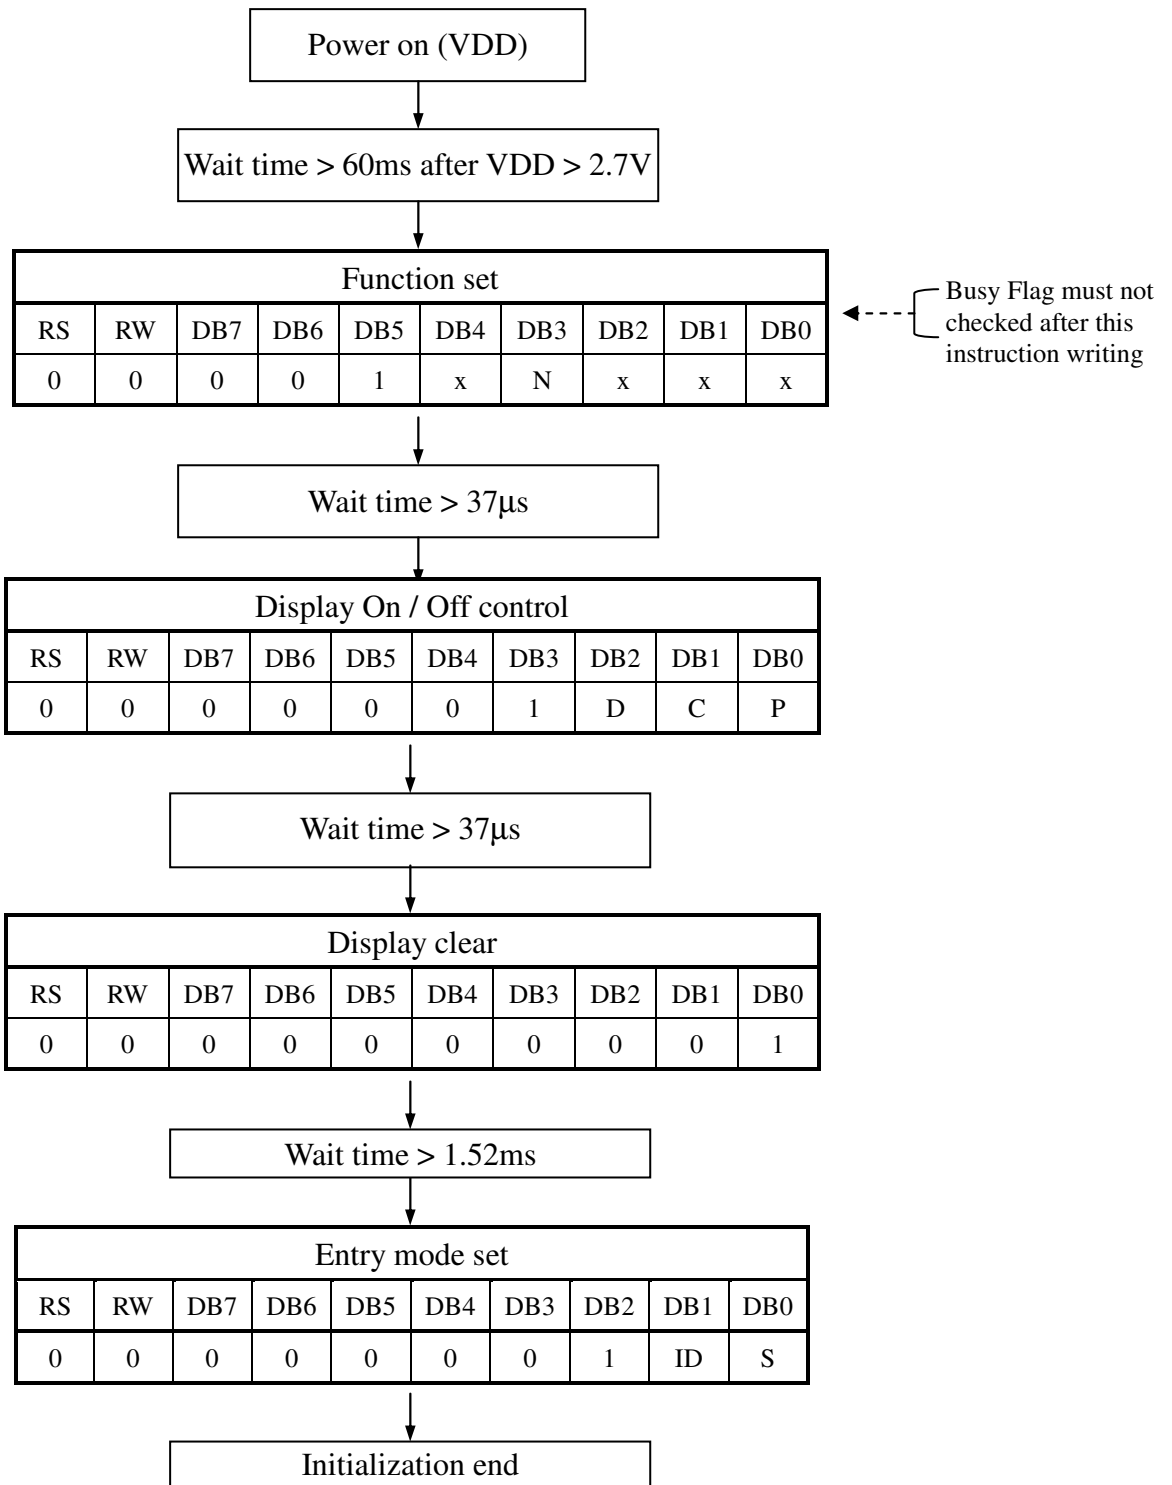 Power on (VDD)
Wait time > 60ms after VDD > 2.7V
Function set
RS RW DB7 DB6 DB5 DB4 DB3 DB2 DB1 DB0
0 0 0 0 1 x N x x x
Busy Flag must not
checked after this
instruction writing
Wait time > 37μs
Display On / Off control
RS RW DB7 DB6 DB5 DB4 DB3 DB2 DB1 DB0
0 0 0 0 0 0 1 D C P
Wait time > 37μs
Display clear
RS RW DB7 DB6 DB5 DB4 DB3 DB2 DB1 DB0
0 0 0 0 0 0 0 0 0 1
Wait time > 1.52ms
Entry mode set
RS RW DB7 DB6 DB5 DB4 DB3 DB2 DB1 DB0
0 0 0 0 0 0 0 1 ID S
Initialization end